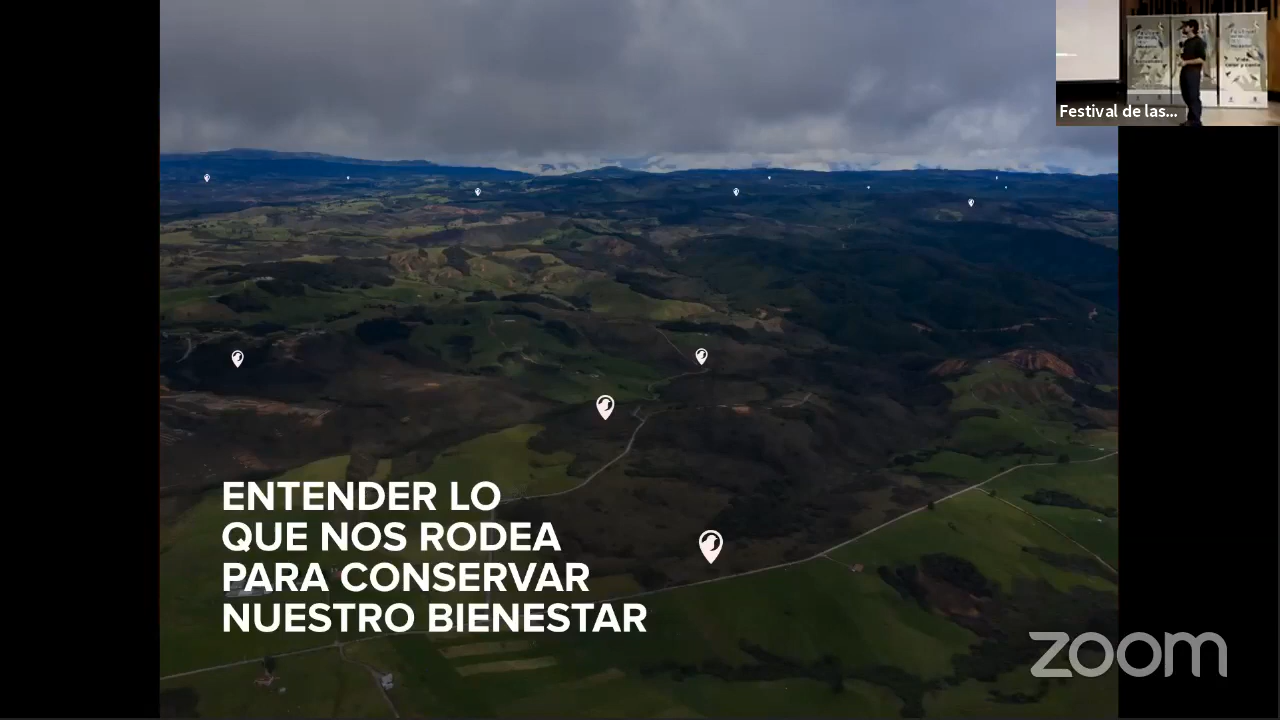 Festival de las...
ENTENDER LO
QUE NOS RODEA
PARA CONSERVAR
NUESTRO BIENESTAR
zoom